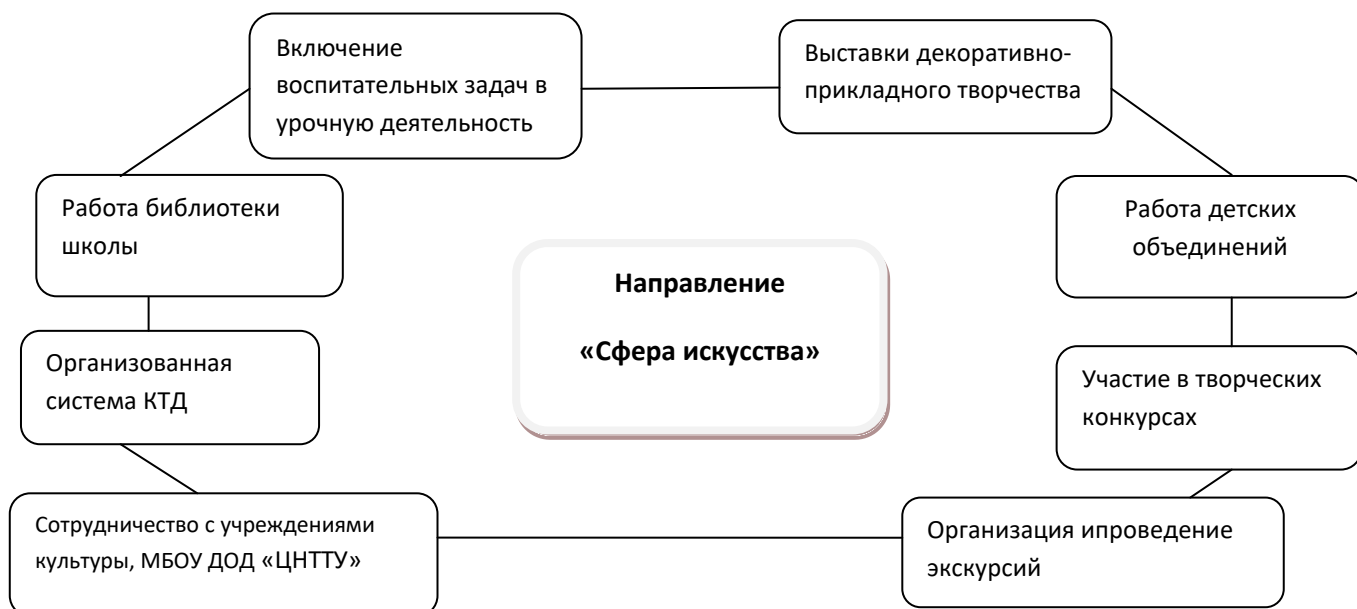 Включение
воспитательных задач в
урочную деятельность
Выставки декоративно-
прикладного творчества
Работа библиотеки
школы
Работа детских
объединений
Направление
«Сфера искусства»
Организованная
система КТД
Участие в творческих
конкурсах
Сотрудничество с учреждениями
культуры, МБОУ ДОД «ЦНТТУ»
Организация ипроведение
экскурсий